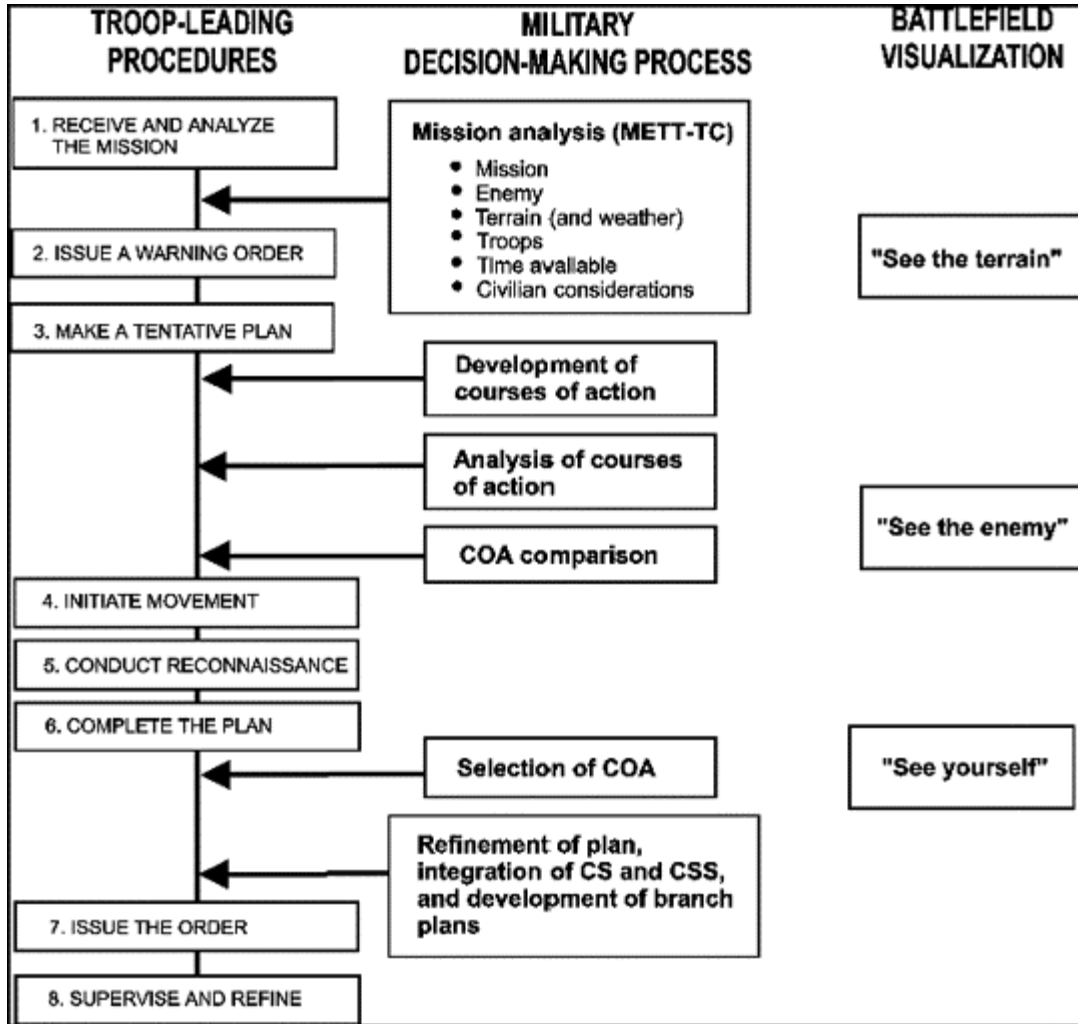 TROOP-LEADING
PROCEDURES
MILITARY
DECISION-MAKING PROCESS
BATTLEFIELD
VISUALIZATION
1. RECEIVE AND ANALYZE
THE MISSION
Mission analysis (METT-TC)
• Mission
• Enemy
• Terrain (and weather)
• Troops
• Time available
• Civilian considerations
2. ISSUE A WARNING ORDER
"See the terrain"
3. MAKE A TENTATIVE PLAN
Development of
courses of action
Analysis of courses
of action
"See the enemy"
COA comparison
4. INITIATE MOVEMENT
5. CONDUCT RECONNAISSANCE
6. COMPLETE THE PLAN
Selection of COA
"See yourself"
Refinement of plan,
integration of CS and CSS,
and development of branch
plans
7. ISSUE THE ORDER
8. SUPERVISE AND REFINE